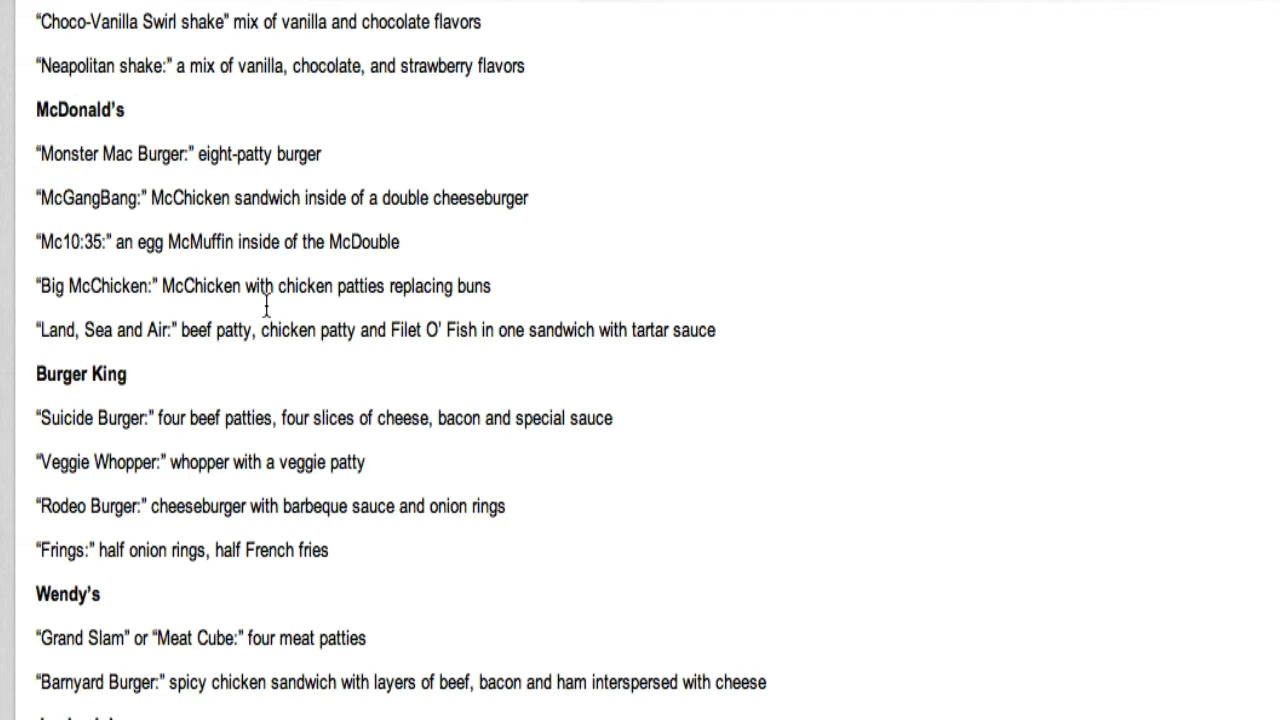 “Choco-Vanilla Swirl shake” mix of vanilla and chocolate flavors
“Neapolitan shake:” a mix of vanilla, chocolate, and strawberry flavors
McDonald’s
“Monster Mac Burger:” eight-patty burger
“McGangBang:” McChicken sandwich inside of a double cheeseburger
“Mc10:35:” an egg McMuffin inside of the McDouble
“Big McChicken:” McChicken with chicken patties replacing buns
“Land, Sea and Air:” beef patty, chicken patty and Filet O’ Fish in one sandwich with tartar sauce
Burger King
“Suicide Burger:” four beef patties, four slices of cheese, bacon and special sauce
“Veggie Whopper:” whopper with a veggie patty
“Rodeo Burger:” cheeseburger with barbeque sauce and onion rings
“Frings:” half onion rings, half French fries
Wendy’s
“Grand Slam” or “Meat Cube:” four meat patties
“Barnyard Burger:” spicy chicken sandwich with layers of beef, bacon and ham interspersed with cheese